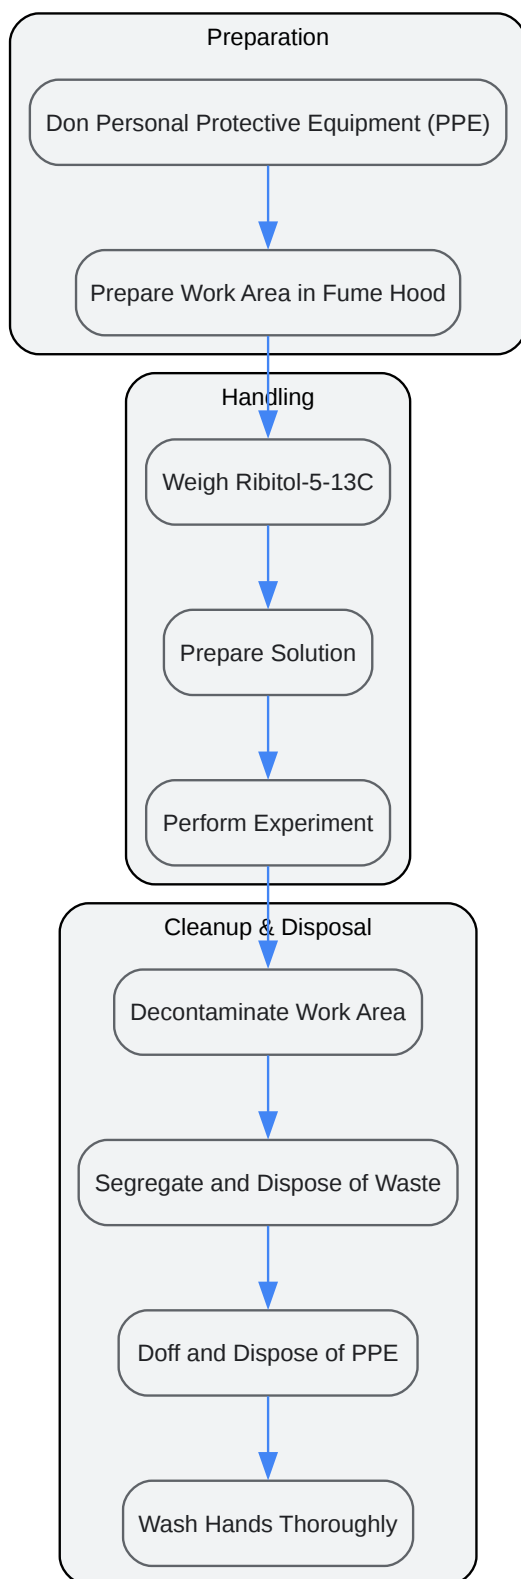 Preparation
Don Personal Protective Equipment (PPE)
Prepare Work Area in Fume Hood
Handling
Weigh Ribitol-5-13C
Prepare Solution
Perform Experiment
Cleanup & Disposal
Decontaminate Work Area
Segregate and Dispose of Waste
Doff and Dispose of PPE
Wash Hands Thoroughly